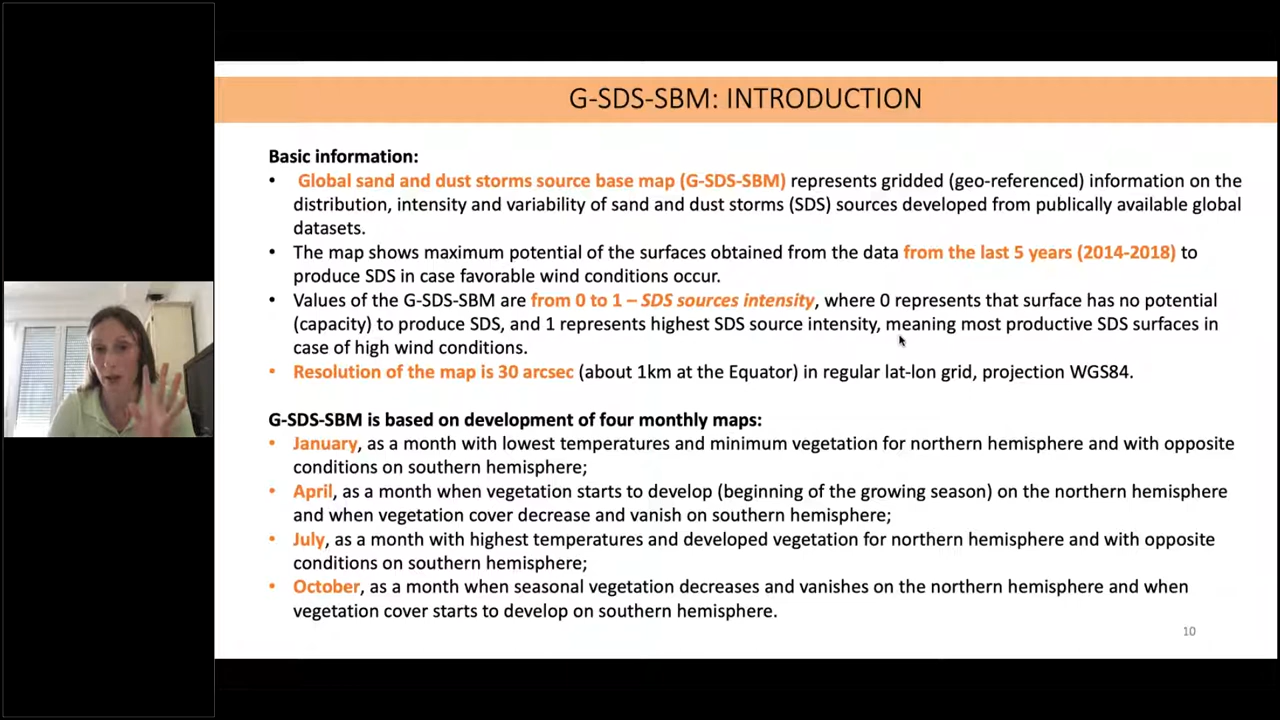 G-SDS-SBM: INTRODUCTION
Basic information:
• Global sand and dust storms source base map (G-SDS-SBM) represents gridded (geo-referenced) information on the
distribution, intensity and variability of sand and dust storms (SDS) sources developed from publically available global
datasets.
• The map shows maximum potential of the surfaces obtained from the data from the last 5 years (2014-2018) to
produce SDS in case favorable wind conditions occur.
• Values of the G-SDS-SBM are from 0 to 1 – SDS sources intensity, where 0 represents that surface has no potential
(capacity) to produce SDS, and 1 represents highest SDS source intensity, meaning most productive SDS surfaces in
case of high wind conditions.
• Resolution of the map is 30 arcsec (about 1km at the Equator) in regular lat-lon grid, projection WGS84.
G-SDS-SBM is based on development of four monthly maps:
• January, as a month with lowest temperatures and minimum vegetation for northern hemisphere and with opposite
conditions on southern hemisphere;
• April, as a month when vegetation starts to develop (beginning of the growing season) on the northern hemisphere
and when vegetation cover decrease and vanish on southern hemisphere;
• July, as a month with highest temperatures and developed vegetation for northern hemisphere and with opposite
conditions on southern hemisphere;
• October, as a month when seasonal vegetation decreases and vanishes on the northern hemisphere and when
vegetation cover starts to develop on southern hemisphere.
10